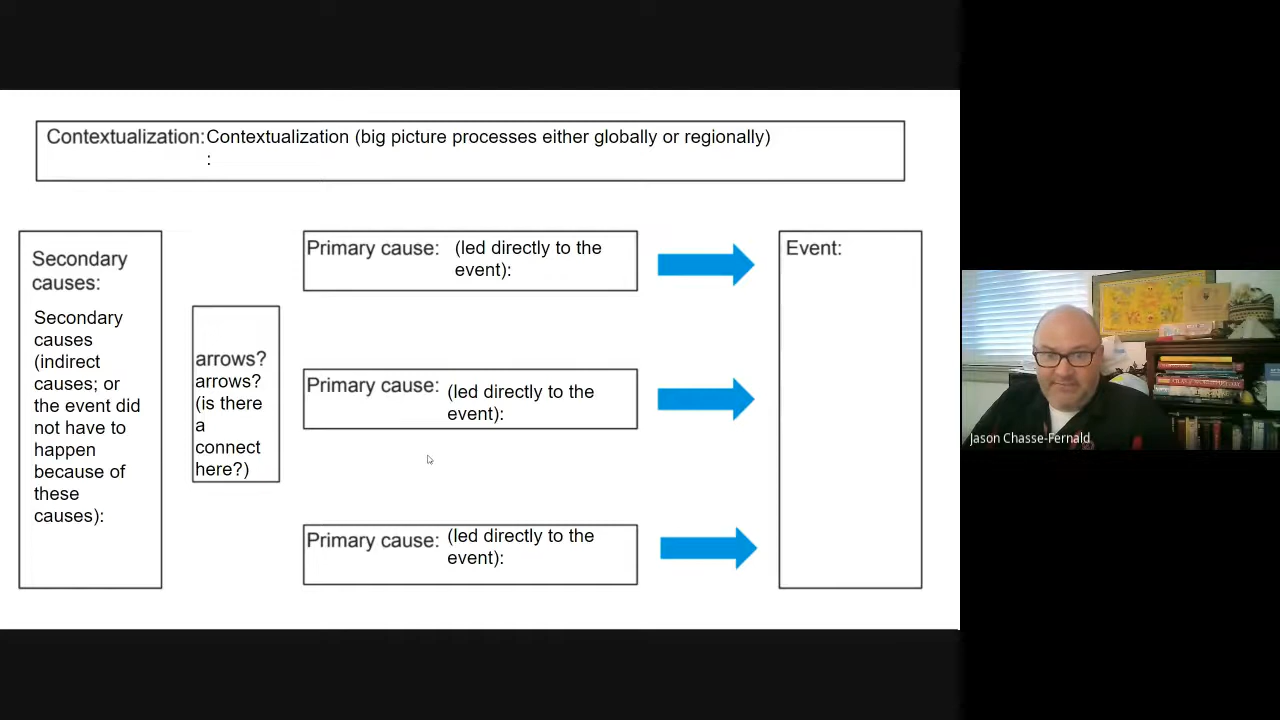 Contextualization:Contextualization (big picture processes either globally or regionally)
:
Secondary
causes:
Secondary
causes
(indirect
causes; or
the event did
not have to
happen
because of
these
causes):
arrows?
arrows?
(is there
a
connect
here?)
Primary cause: (led directly to the
event):
Primary cause: (led directly to the
event):
Primary cause: (led directly to the
event):
Event:
Jason Chasse-Fernald